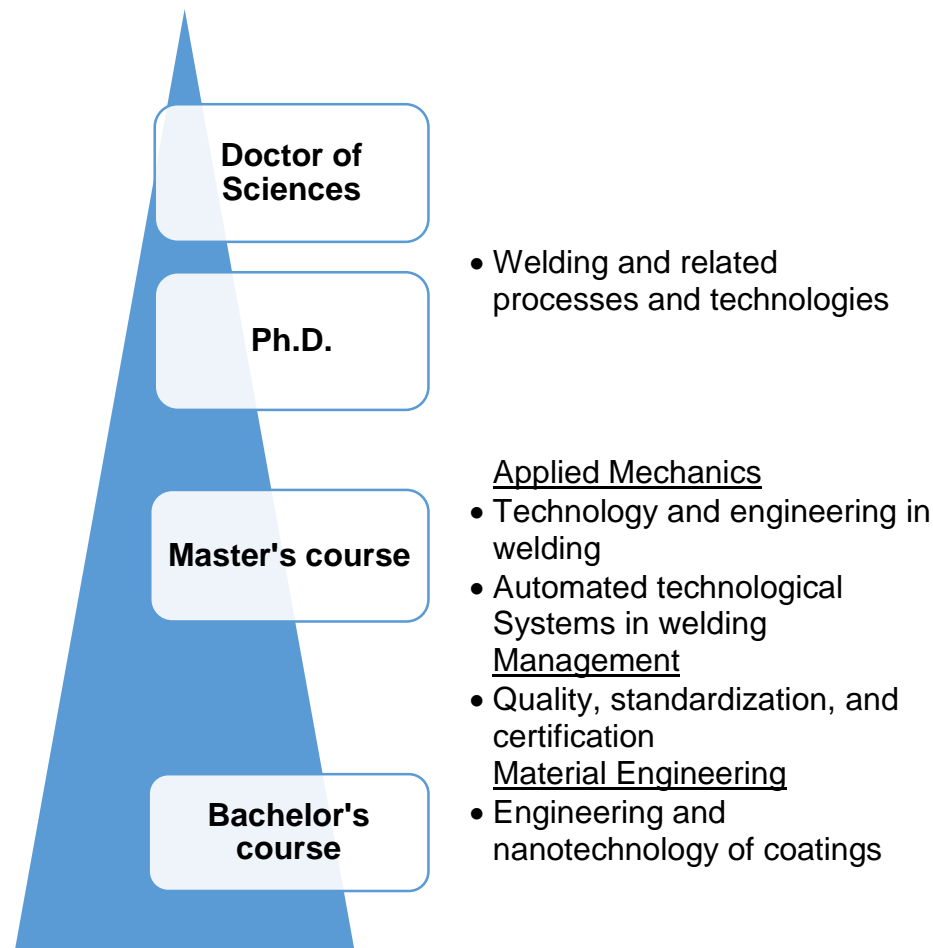 Doctor of
Sciences
• Welding and related
processes and technologies
Ph.D.
Applied Mechanics
• Technology and engineering in
welding
• Automated technological
Systems in welding
Management
• Quality, standardization, and
certification
Material Engineering
• Engineering and
nanotechnology of coatings
Master's course
Bachelor's
course